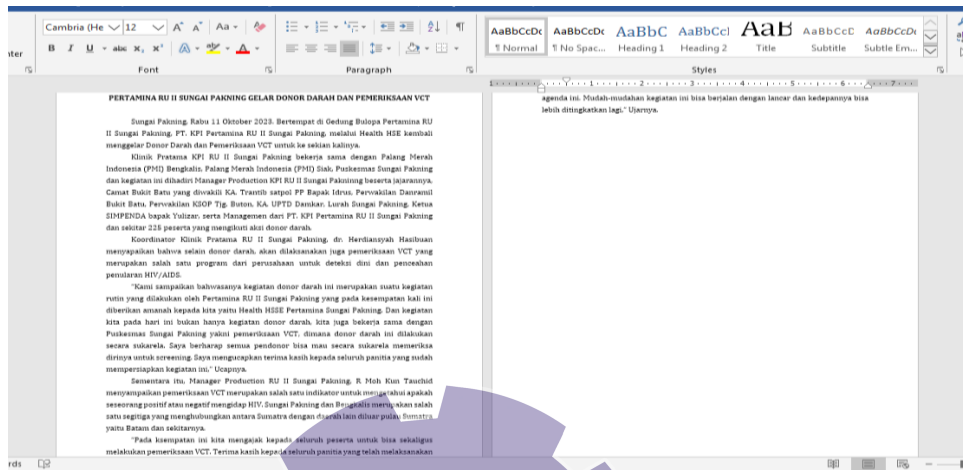 Cambria (He 12 A A Aa A
B I U abc x, x² A ab A
nter
Font
Paragraph
AaBbCcDc AaBbCcDc AaBbC AaBbCcl AaB AaBbCcC AaBbCcDc
¶ Normal ¶ No Spac... Heading 1 Heading 2 Title Subtitle Subtle Em...
Styles
1 1 2 3 4 5 6 7
PERTAMINA RU II SUNGAI PAKNING GELAR DONOR DARAH DAN PEMERIKSAAN VCT
Sungai Pakning, Rabu 11 Oktober 2023. Bertempat di Gedung Bulopa Pertamina RU
II Sungai Pakning, PT. KPI Pertamina RU II Sungai Pakning, melalui Health HSE kembali
menggelar Donor Darah dan Pemeriksaan VCT untuk ke sekian kalinya.
Klinik Pratama KPI RU II Sungai Pakning bekerja sama dengan Palang Merah
Indonesia (PMI) Bengkalis, Palang Merah Indonesia (PMI) Siak, Puskesmas Sungai Pakning
dan kegiatan ini dihadiri Manager Production KPI RU II Sungai Pakninng beserta jajarannya,
Camat Bukit Batu yang diwakili KA. Trantib satpol PP Bapak Idrus, Perwakilan Danramil
Bukit Batu, Perwakilan KSOP Tjg. Buton, KA. UPTD Damkar, Lurah Sungai Pakning, Ketua
SIMPENDA bapak Yulizar, serta Managemen dari PT. KPI Pertamina RU II Sungai Pakning
dan sekitar 225 peserta yang mengikuti aksi donor darah.
Koordinator Klinik Pratama RU II Sungai Pakning, dr. Herdiansyah Hasibuan
menyapaikan bahwa selain donor darah, akan dilaksanakan juga pemeriksaan VCT yang
merupakan salah satu program dari perusahaan untuk deteksi dini dan penceahan
penularan HIV/AIDS.
"Kami sampaikan bahwasanya kegiatan donor darah ini merupakan suatu kegiatan
rutin yang dilakukan oleh Pertamina RU II Sungai Pakning yang pada kesempatan kali ini
diberikan amanah kepada kita yaitu Health HSSE Pertamina Sungai Pakning. Dan kegiatan
kita pada hari ini bukan hanya kegiatan donor darah, kita juga bekerja sama dengan
Puskesmas Sungai Pakning yakni pemeriksaan VCT, dimana donor darah ini dilakukan
secara sukarela. Saya berharap semua pendonor bisa mau secara sukarela memeriksa
dirinya untuk screening. Saya mengucapkan terima kasih kepada seluruh panitia yang sudah
mempersiapkan kegiatan ini," Ucapnya.
Sementara itu, Manager Production RU II Sungai Pakning, R Moh Kun Tauchid
menyampaikan pemeriksaan VCT merupakan salah satu indikator untuk mengetahui apakah
seseorang positif atau negatif mengidap HIV. Sungai Pakning dan Bengkalis merupakan salah
satu segitiga yang menghubungkan antara Sumatra dengan daerah lain diluar pulau Sumatra
yaitu Batam dan sekitarnya.
"Pada ksempatan ini kita mengajak kepada seluruh peserta untuk bisa sekaligus
melakukan pemeriksaan VCT. Terima kasih kepada seluruh panitia yang telah melaksanakan
agenda ini. Mudah-mudahan kegiatan ini bisa berjalan dengan lancar dan kedepannya bisa
lebih ditingkatkan lagi," Ujarnya.
rds